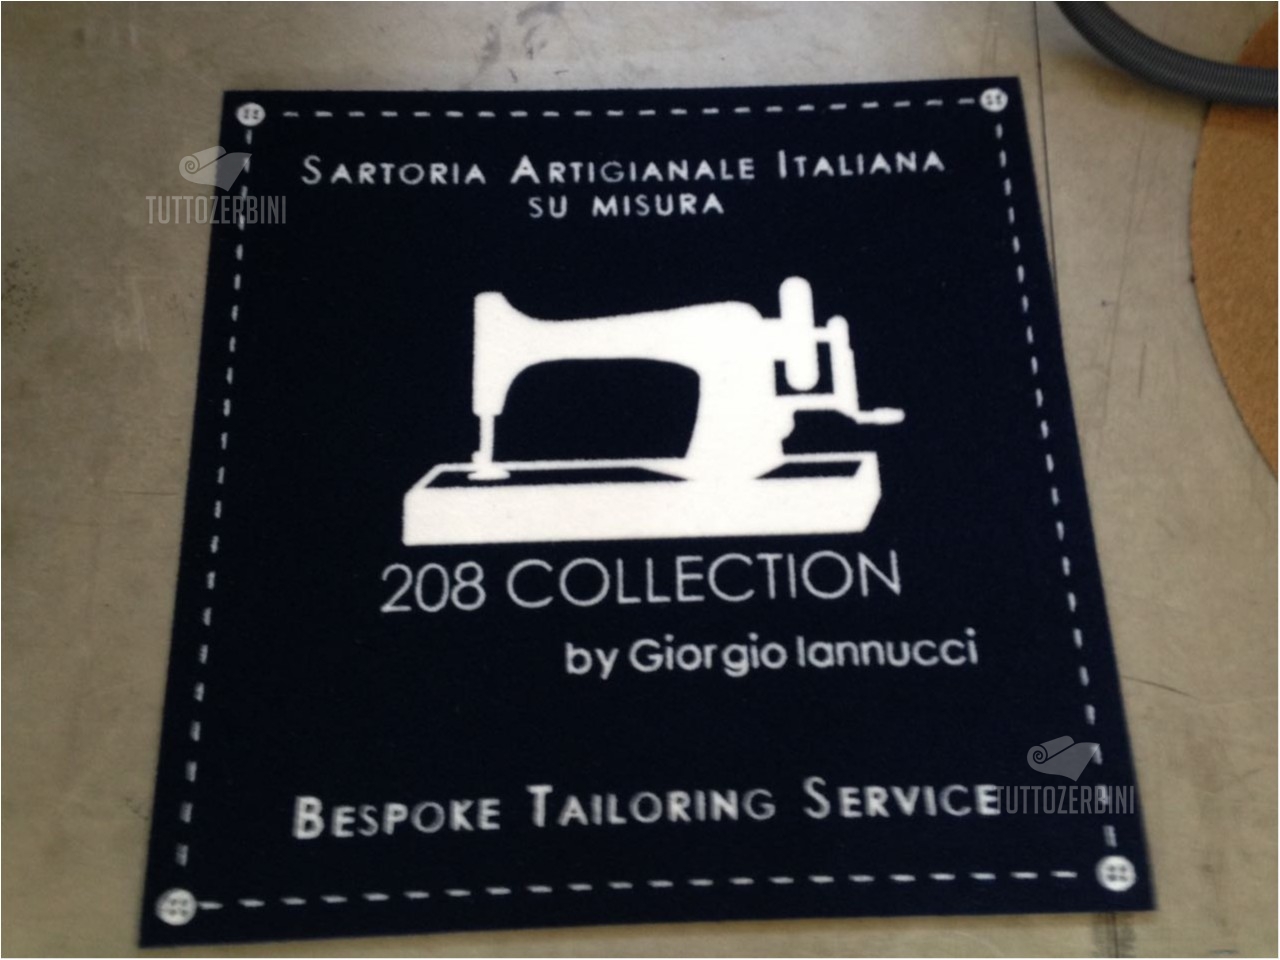 SARTORIA ARTIGIANALE ITALIANA
SU MISURA
TUTTOZERBINI
208 COLLECTION
by Giorgio Iannucci
BESPOKE TAILORING SERVICE
TUTTOZERBINI